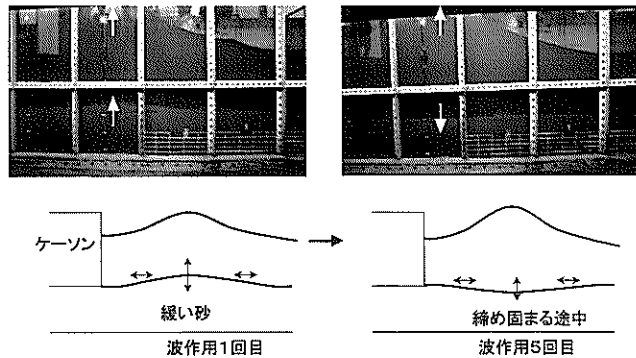 ケーソン
緩い砂
締め固まる途中
波作用1回目
波作用5回目